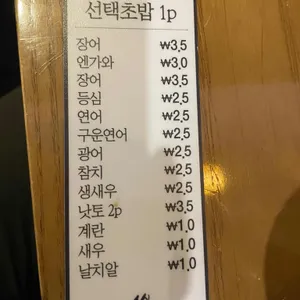 선택초밥 1p
장어 ₩3.5
엔가와 ₩3.0
장어 ₩3.5
등심 ₩2.5
연어 ₩2.5
구운연어 ₩2.5
광어 ₩2.5
참치 ₩2.5
생새우 ₩2.5
낫토 2p ₩3.5
계란 ₩1.0
새우 ₩1.0
날치알 ₩1.0